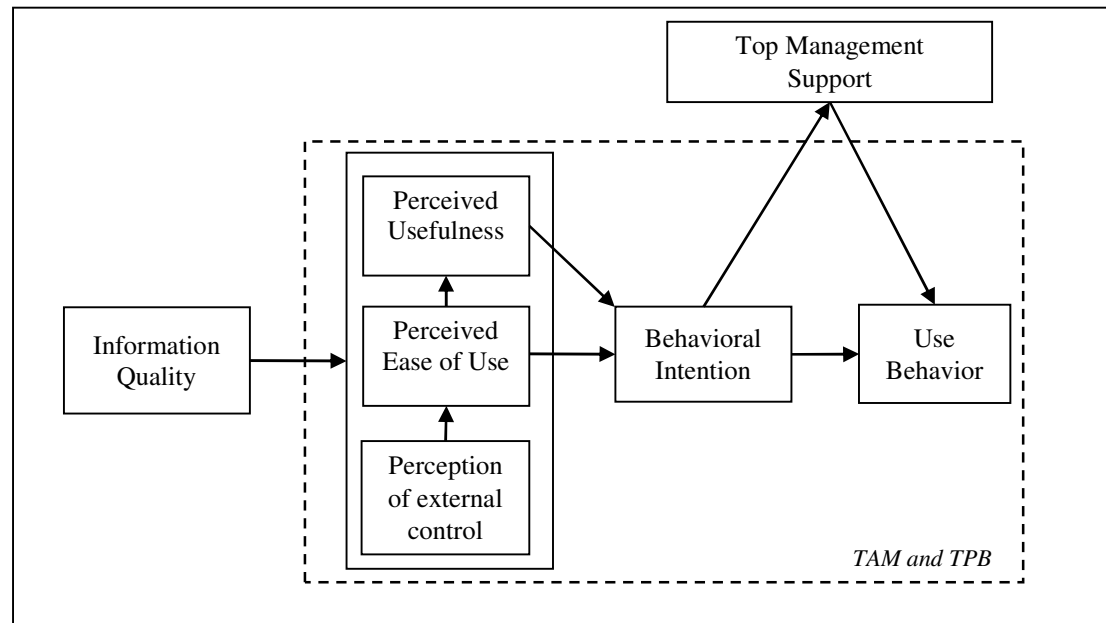 Top Management
Support
Perceived
Usefulness
Information
Quality
Perceived
Ease of Use
Behavioral
Intention
Use
Behavior
Perception
of external
control
TAM and TPB